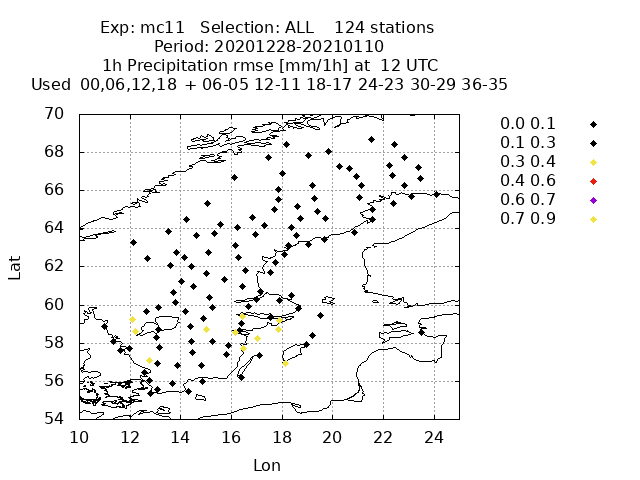 Exp: mc11 Selection: ALL 124 stations
Period: 20201228-20210110
1h Precipitation rmse [mm/1h] at 12 UTC
Used 00,06,12,18 + 06-05 12-11 18-17 24-23 30-29 36-35
70
68
66
64
62
60
58
56
54
Lat
10 12 14 16 18 20 22 24
Lon
0.0 0.1
0.1 0.3
0.3 0.4
0.4 0.6
0.6 0.7
0.7 0.9